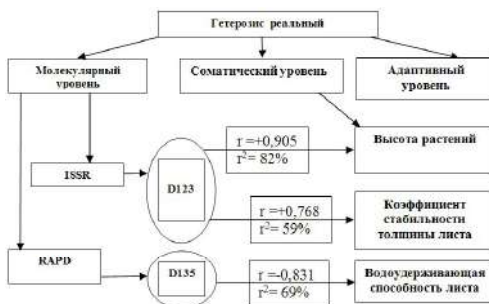 Гетерозис реальный
Молекулярный
уровень
Соматический уровень
Адаптивный
уровень
r =+0,905
r²= 82%
Высота растений
ISSR
D123
r =+0,768
r²= 59%
Коэффициент
стабильности
толщины листа
RAPD
D135
r =-0,831
r²= 69%
Водоудерживающая
способность листа